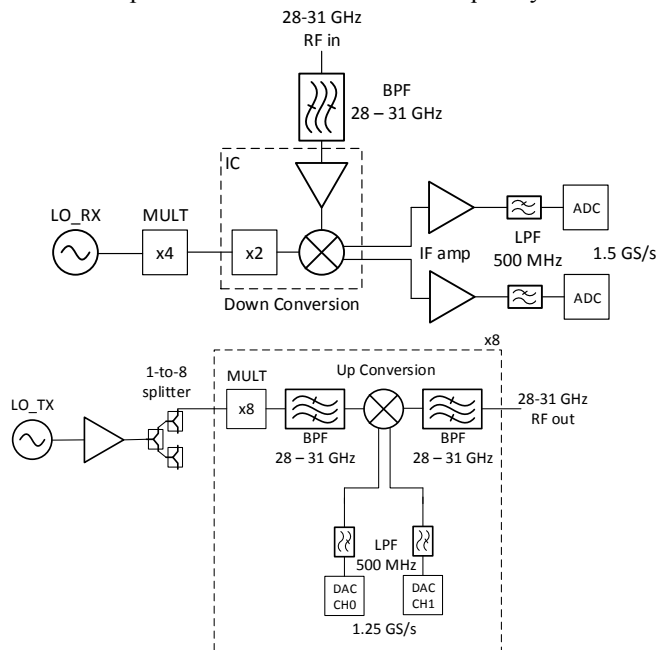 28-31 GHz
RF in
BPF
28 – 31 GHz
IC
LO_RX
MULT
x4
x2
IF amp
LPF
500 MHz
ADC
1.5 GS/s
ADC
Down Conversion
x8
1-to-8
splitter
MULT
Up Conversion
LO_TX
x8
28-31 GHz
RF out
BPF
28 – 31 GHz
BPF
28 – 31 GHz
LPF
500 MHz
DAC
CH0
DAC
CH1
1.25 GS/s